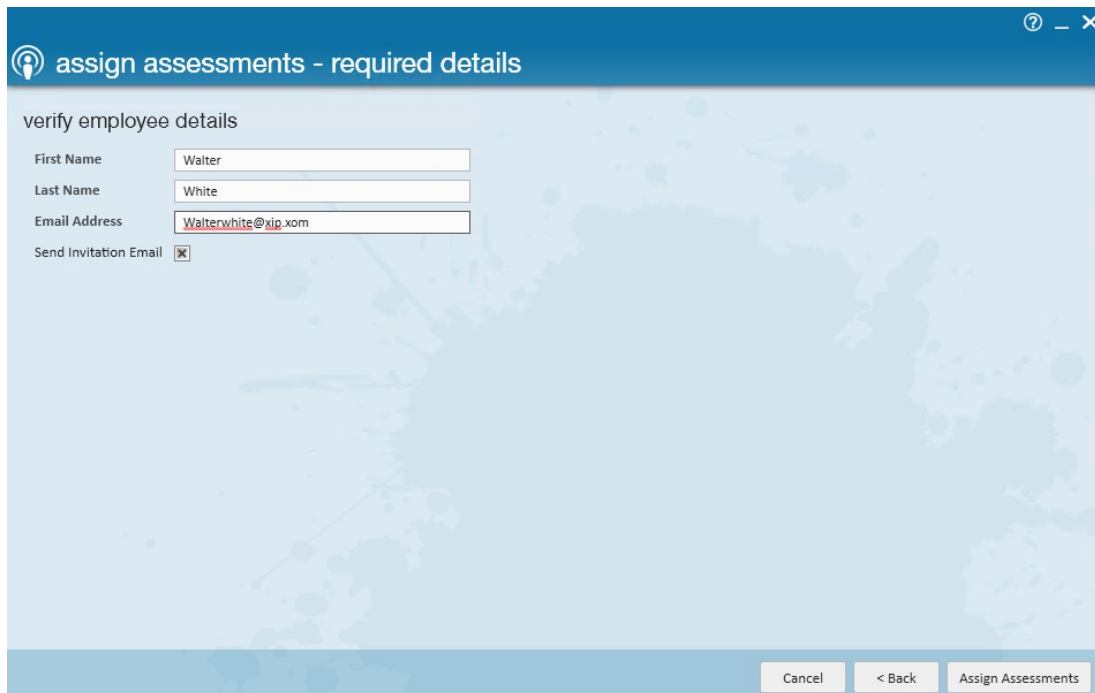 assign assessments - required details
verify employee details
First Name Walter
Last Name White
Email Address Walterwhite@xip.xom
Send Invitation Email
Cancel < Back Assign Assessments